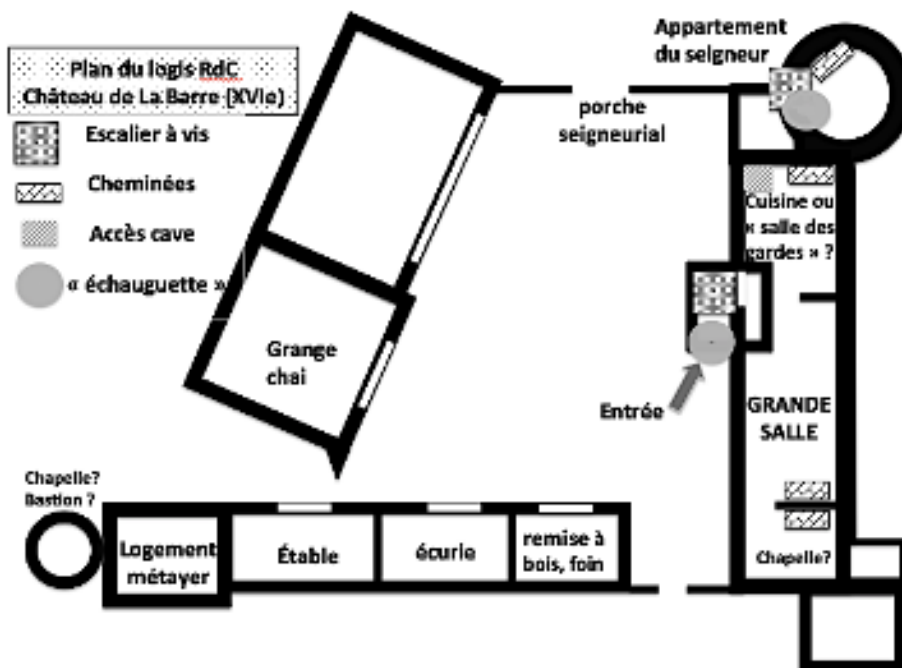 Plan du logis RdC
Château de La Barre (XVIe)
Escalier à vis
Cheminées
Accès cave
« échauguette »
Appartement
du seigneur
porche
seigneurial
Cuisine ou
« salle des
gardes » ?
Grange
chai
Entrée
GRANDE
SALLE
Chapelle?
Bastion ?
Logement
métayer
Étable
écurie
remise à
bois, foin
Chapelle?